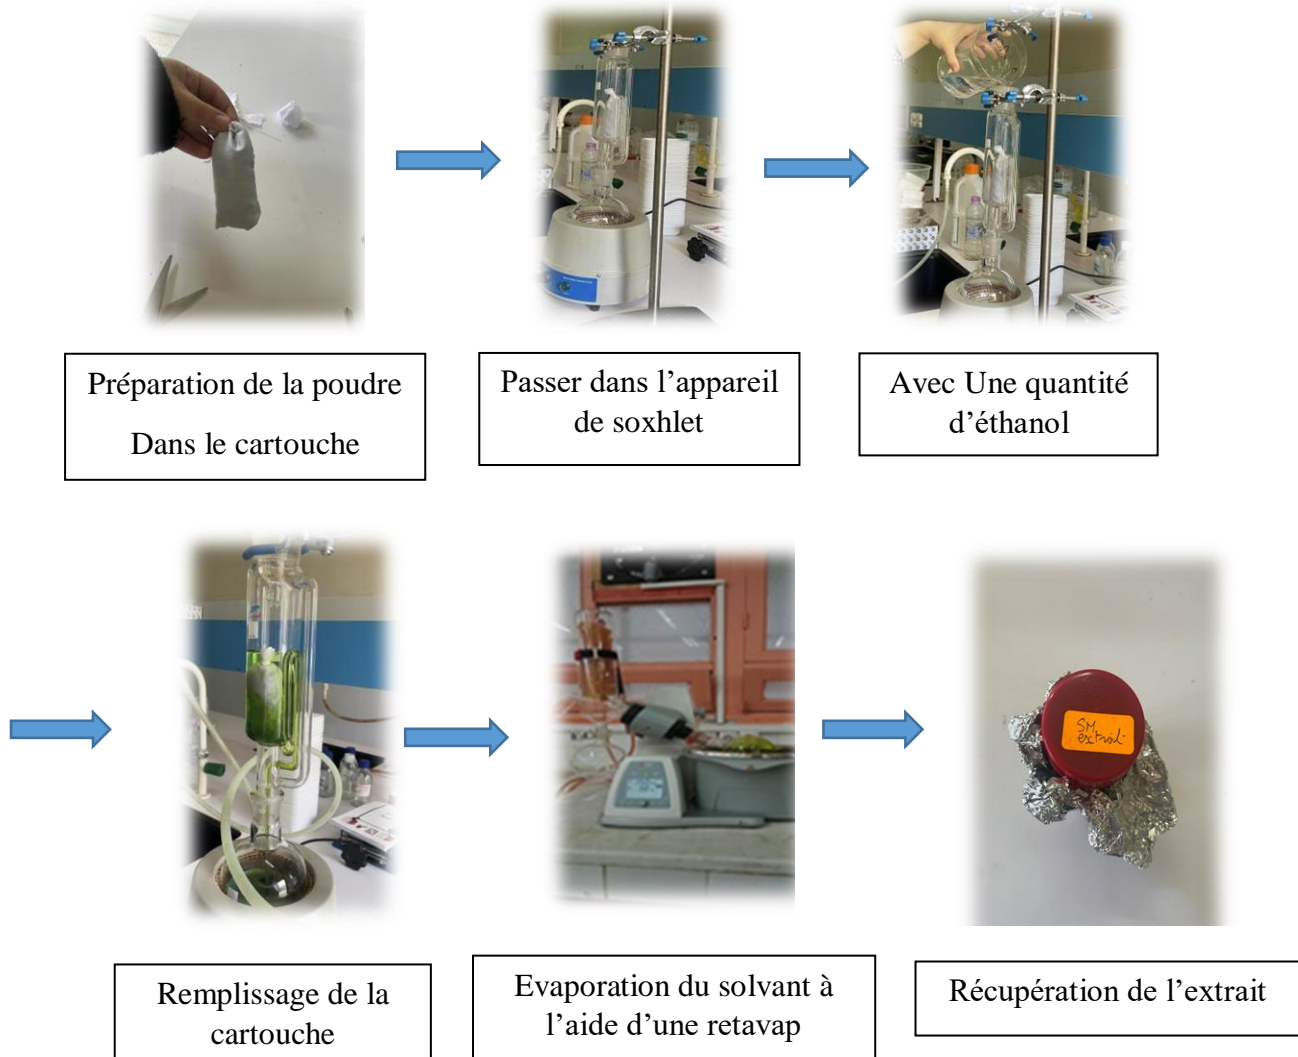 Préparation de la poudre
Dans le cartouche
Passer dans l’appareil
de soxhlet
Avec Une quantité
d’éthanol
Remplissage de la
cartouche
Evaporation du solvant à
l’aide d’une retavap
Récupération de l’extrait
SM
extrait